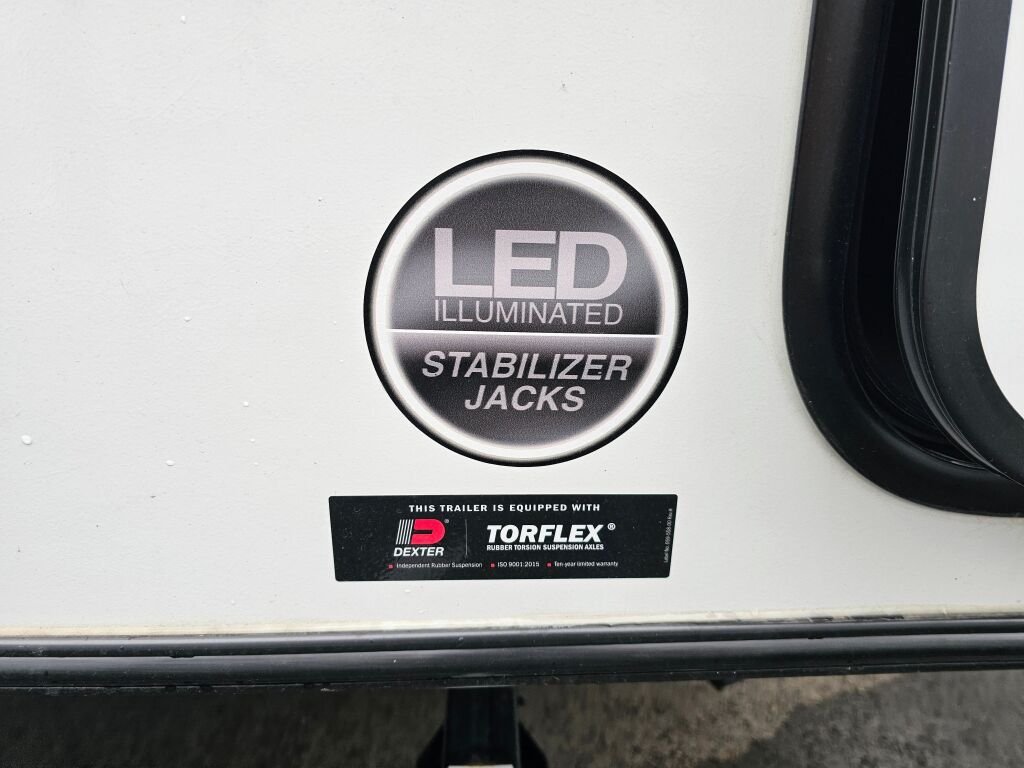 LED
ILLUMINATED
STABILIZER
JACKS
THIS TRAILER IS EQUIPPED WITH
DEXTER®
TORFLEX®
RUBBER TORSION SUSPENSION AXLES
Independent Rubber Suspension ISO 9001:2015 Ten-year limited warranty